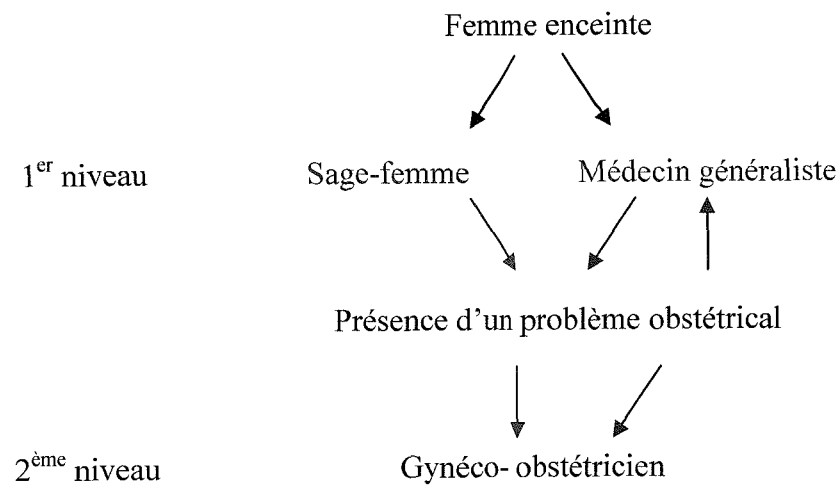 Femme enceinte
1er niveau
Sage-femme
Médecin généraliste
Présence d'un problème obstétrical
2ème niveau
Gynéco- obstétricien